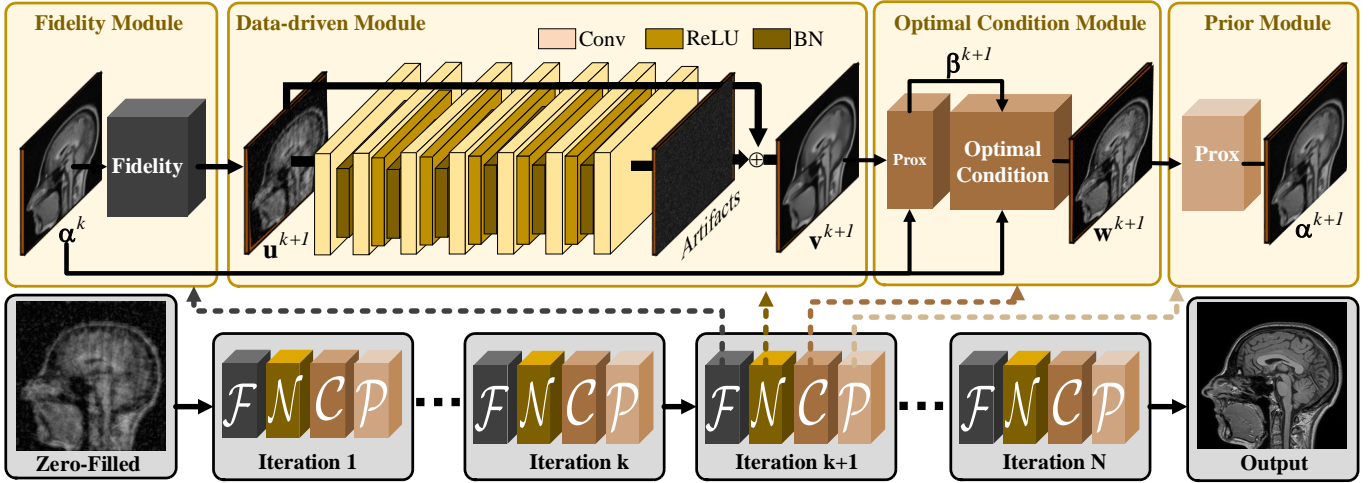 Fidelity Module
Data-driven Module
Optimal Condition Module
Prior Module
Conv
ReLU
BN
β^{k+1}
Fidelity
Prox
Optimal
Condition
Prox
⊕
Artifacts
α^k
u^{k+1}
v^{k+1}
w^{k+1}
α^{k+1}
F N C P
F N C P
F N C P
F N C P
Zero-Filled
Iteration 1
Iteration k
Iteration k+1
Iteration N
Output